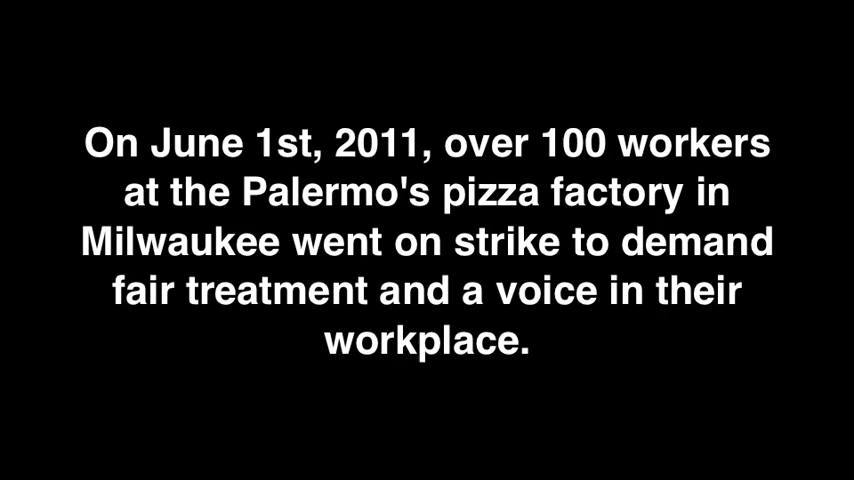 On June 1st, 2011, over 100 workers
at the Palermo's pizza factory in
Milwaukee went on strike to demand
fair treatment and a voice in their
workplace.